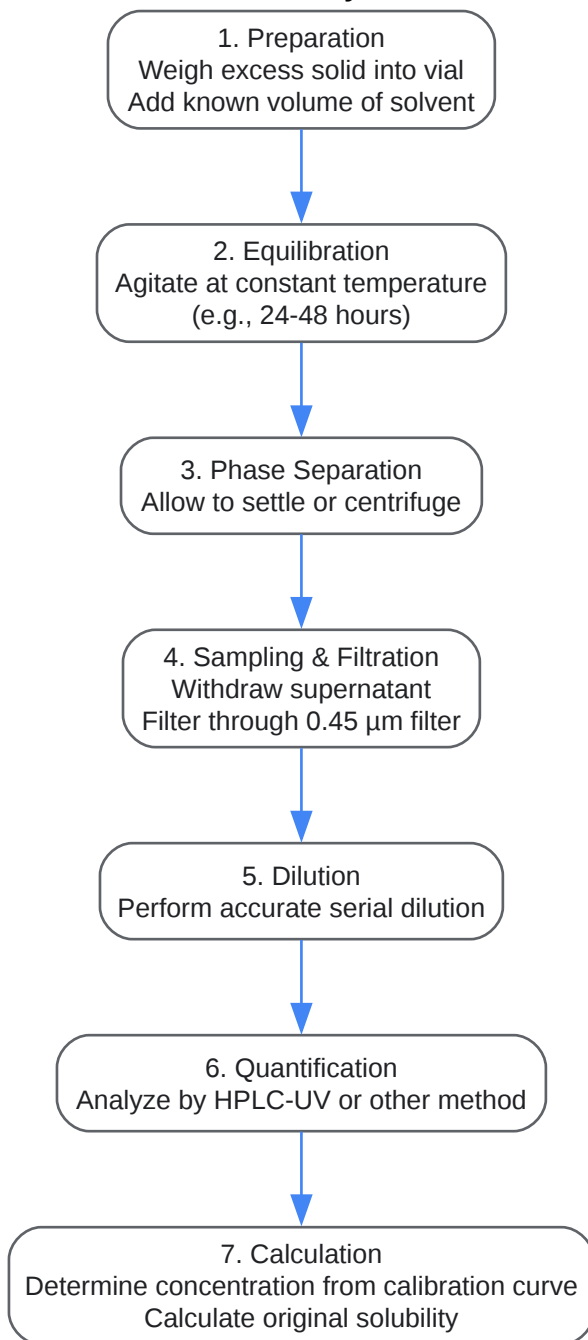 1. Preparation
Weigh excess solid into vial
Add known volume of solvent
2. Equilibration
Agitate at constant temperature
(e.g., 24-48 hours)
3. Phase Separation
Allow to settle or centrifuge
4. Sampling & Filtration
Withdraw supernatant
Filter through 0.45 µm filter
5. Dilution
Perform accurate serial dilution
6. Quantification
Analyze by HPLC-UV or other method
7. Calculation
Determine concentration from calibration curve
Calculate original solubility